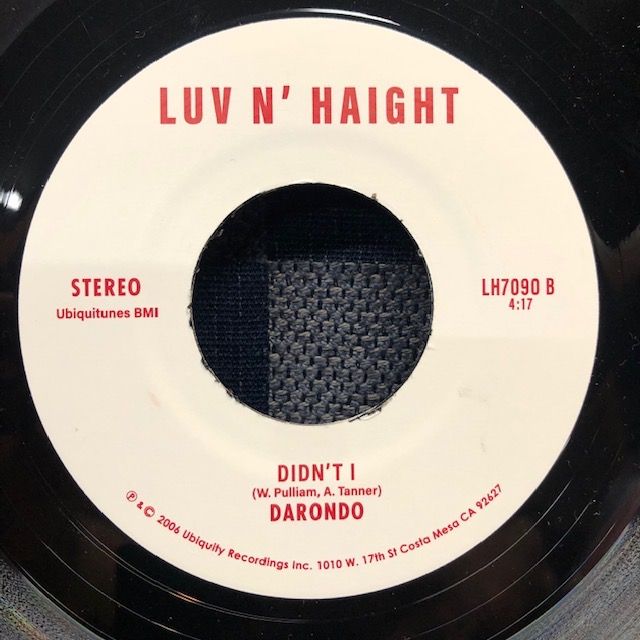 LUV N' HAIGHT
STEREO
Ubiquitunes BMI
LH7090 B
4:17
DIDN'T I
(W. Pulliam, A. Tanner)
DARONDO
℗ & © 2006 Ubiquity Recordings Inc. 1010 W. 17th St Costa Mesa CA 92627